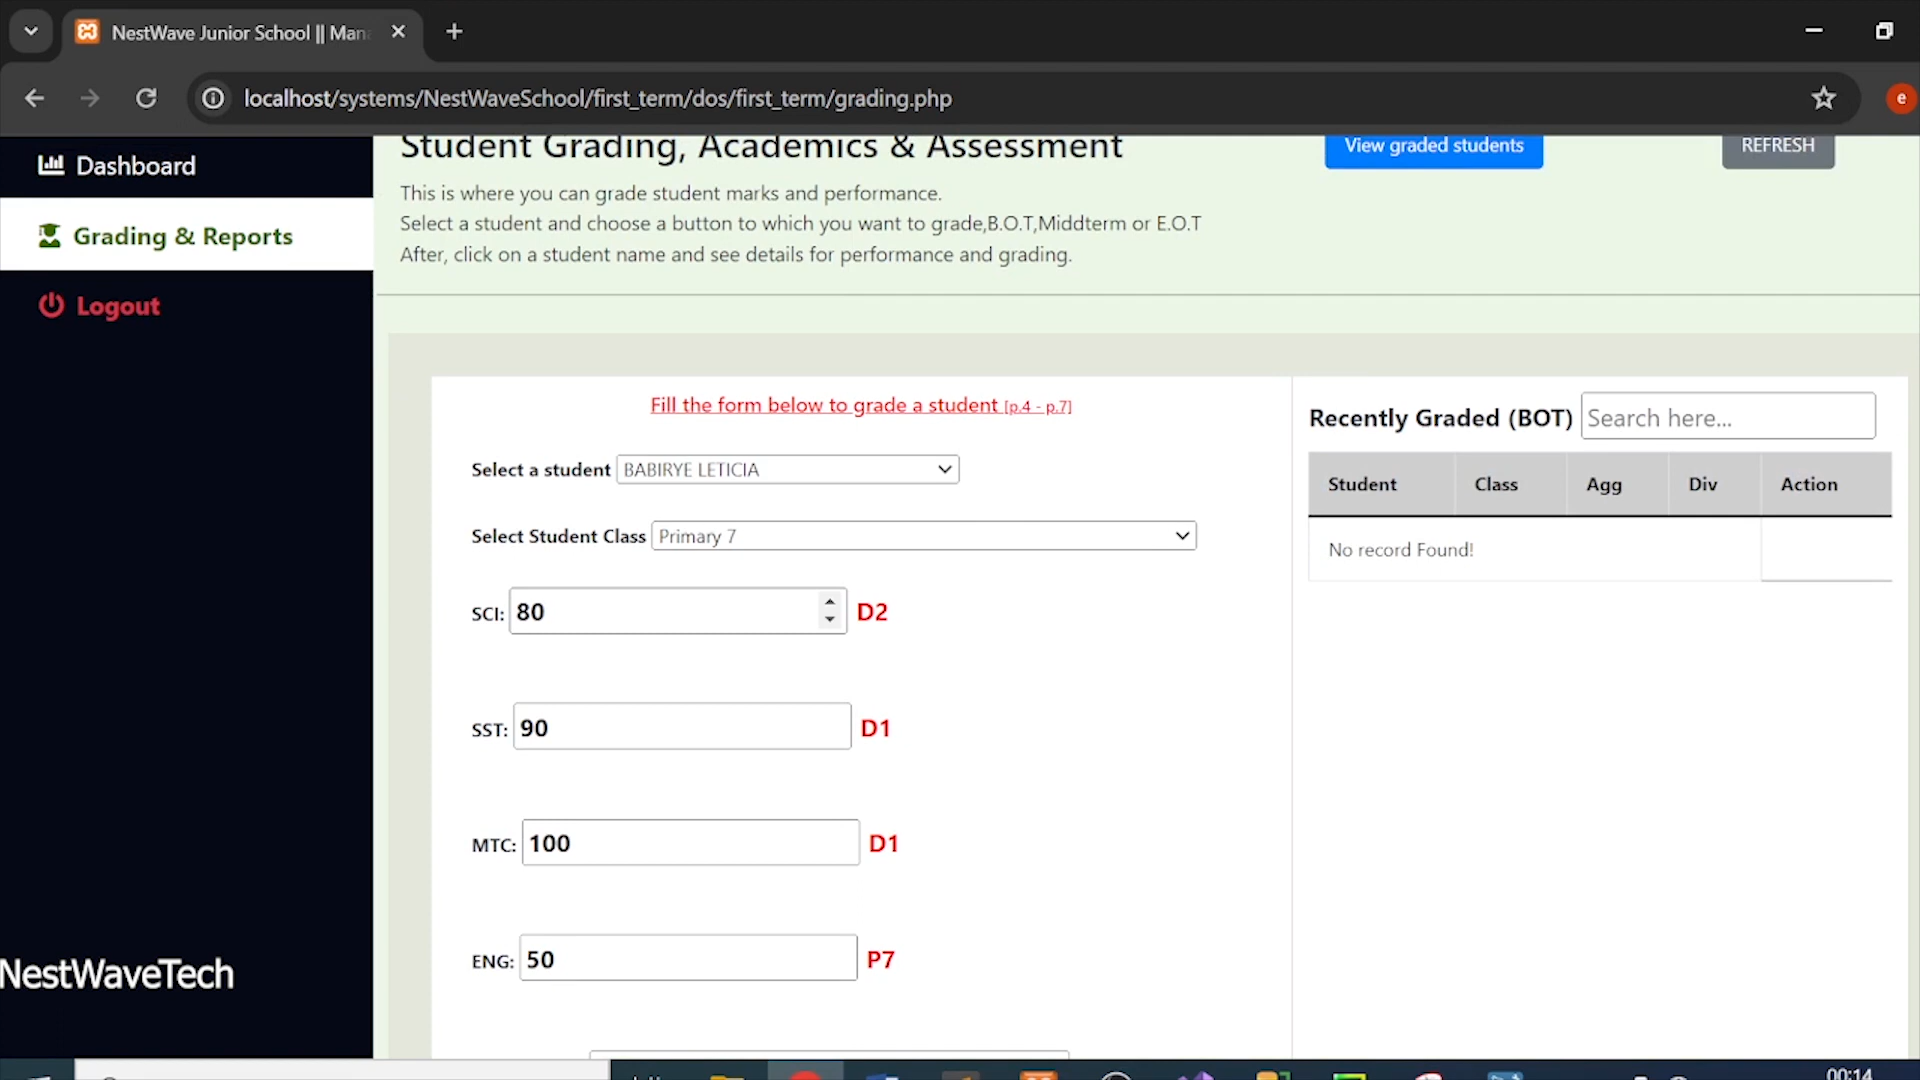 NestWave Junior School || Man
localhost/systems/NestWaveSchool/first_term/dos/first_term/grading.php
e
Dashboard
Grading & Reports
Logout
NestWaveTech
Student Grading, Academics & Assessment
View graded students
REFRESH
This is where you can grade student marks and performance.
Select a student and choose a button to which you want to grade,B.O.T,Middterm or E.O.T
After, click on a student name and see details for performance and grading.
Fill the form below to grade a student [p.4 - p.7]
Select a student BABIRYE LETICIA
Select Student Class Primary 7
SCI: 80 D2
SST: 90 D1
MTC: 100 D1
ENG: 50 P7
Recently Graded (BOT) Search here...
Student Class Agg Div Action
No record Found!
00:14